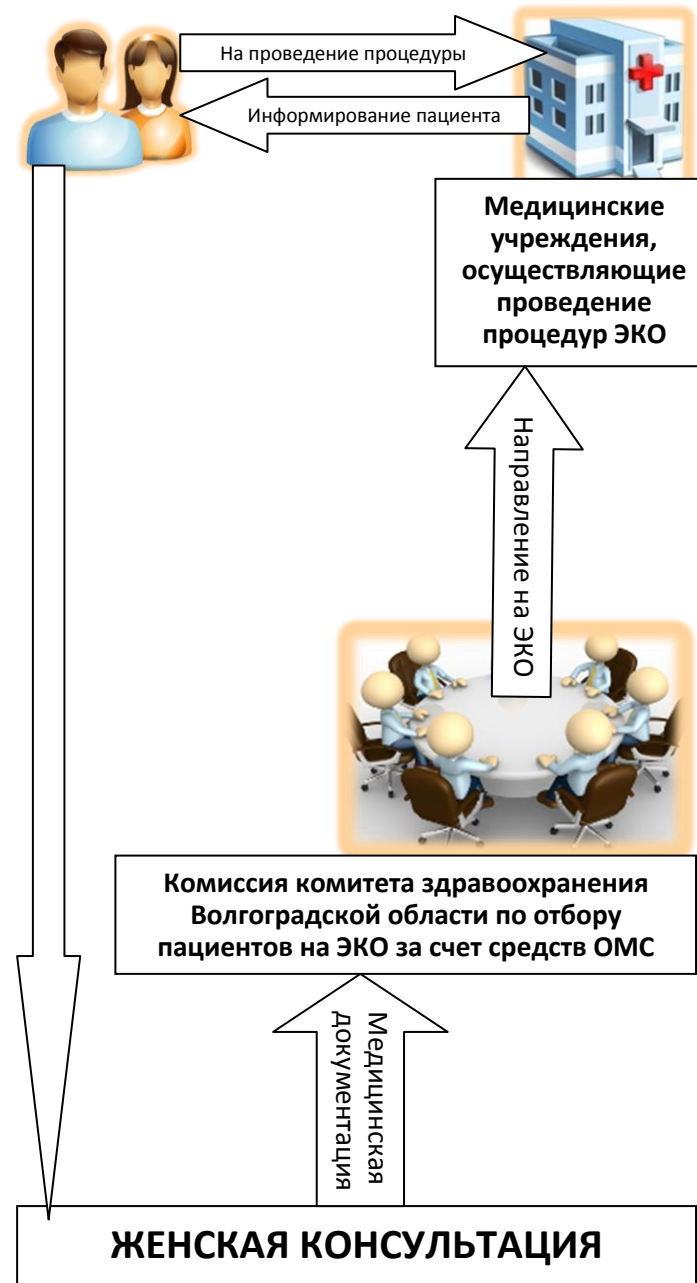 На проведение процедуры
Информирование пациента
Медицинские
учреждения,
осуществляющие
проведение
процедур ЭКО
Направление на ЭКО
Комиссия комитета здравоохранения
Волгоградской области по отбору
пациентов на ЭКО за счет средств ОМС
Медицинская
документация
ЖЕНСКАЯ КОНСУЛЬТАЦИЯ